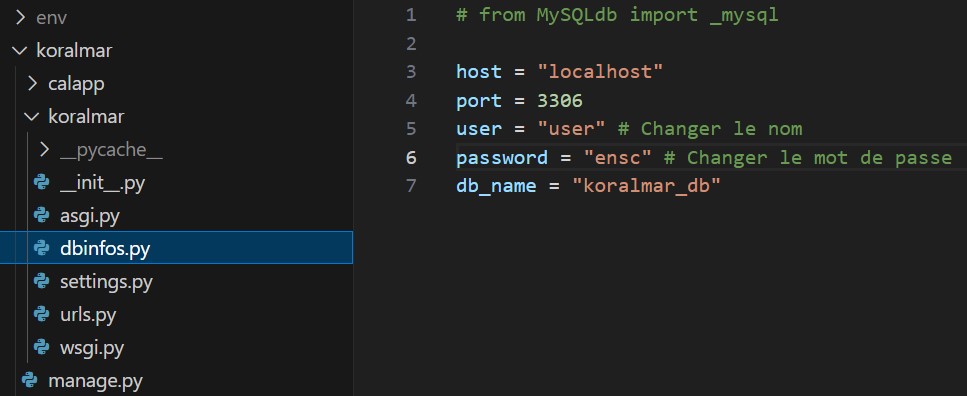 env
koralmar
calapp
koralmar
__pycache__
__init__.py
asgi.py
dbinfos.py
settings.py
urls.py
wsgi.py
manage.py
1 # from MySQLdb import _mysql
2
3 host = "localhost"
4 port = 3306
5 user = "user" # Changer le nom
6 password = "ensc" # Changer le mot de passe
7 db_name = "koralmar_db"